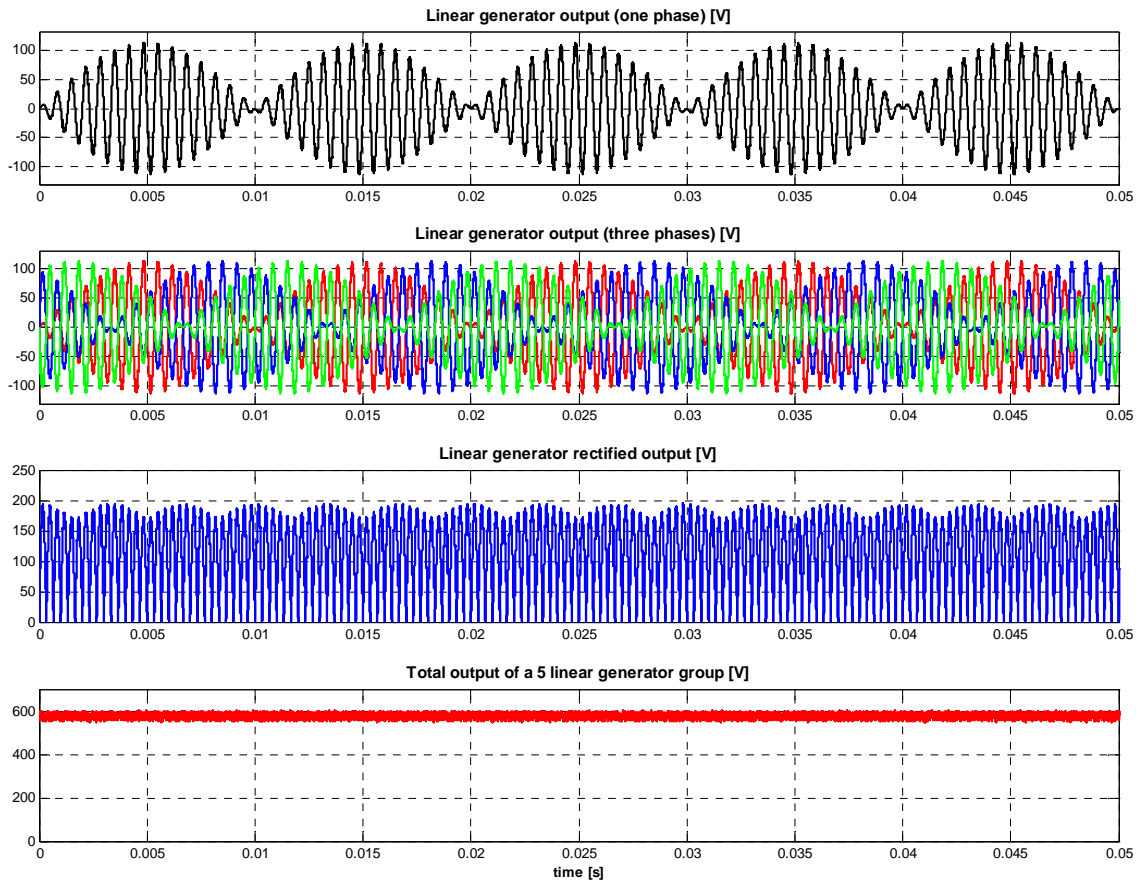 Linear generator output (one phase) [V]
100
50
0
-50
-100
0 0.005 0.01 0.015 0.02 0.025 0.03 0.035 0.04 0.045 0.05
Linear generator output (three phases) [V]
100
50
0
-50
-100
0 0.005 0.01 0.015 0.02 0.025 0.03 0.035 0.04 0.045 0.05
Linear generator rectified output [V]
250
200
150
100
50
0
0 0.005 0.01 0.015 0.02 0.025 0.03 0.035 0.04 0.045 0.05
Total output of a 5 linear generator group [V]
600
400
200
0
0 0.005 0.01 0.015 0.02 0.025 0.03 0.035 0.04 0.045 0.05
time [s]